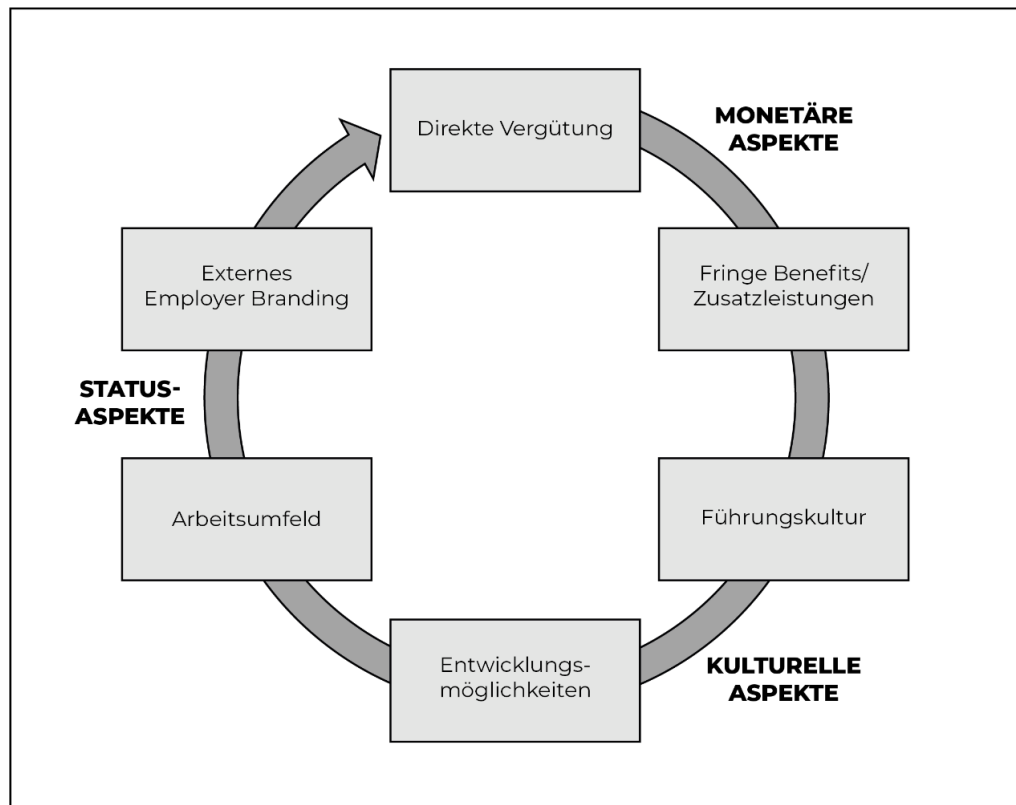 Direkte Vergütung
MONETÄRE
ASPEKTE
Fringe Benefits/
Zusatzleistungen
Führungskultur
KULTURELLE
ASPEKTE
Entwicklungs-
möglichkeiten
Arbeitsumfeld
STATUS-
ASPEKTE
Externes
Employer Branding